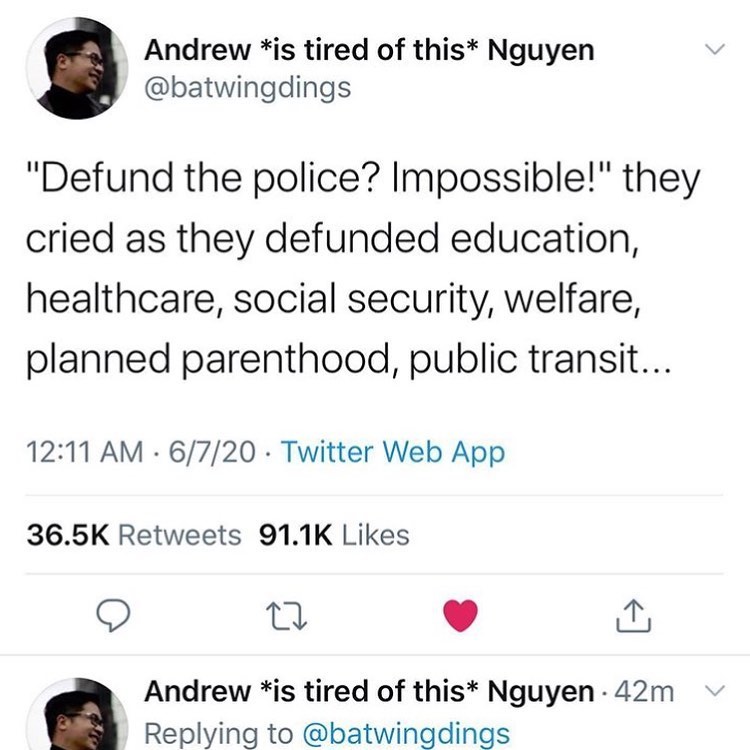 Andrew *is tired of this* Nguyen
@batwingdings
"Defund the police? Impossible!" they
cried as they defunded education,
healthcare, social security, welfare,
planned parenthood, public transit...
12:11 AM · 6/7/20 · Twitter Web App
36.5K Retweets 91.1K Likes
Andrew *is tired of this* Nguyen · 42m
Replying to @batwingdings